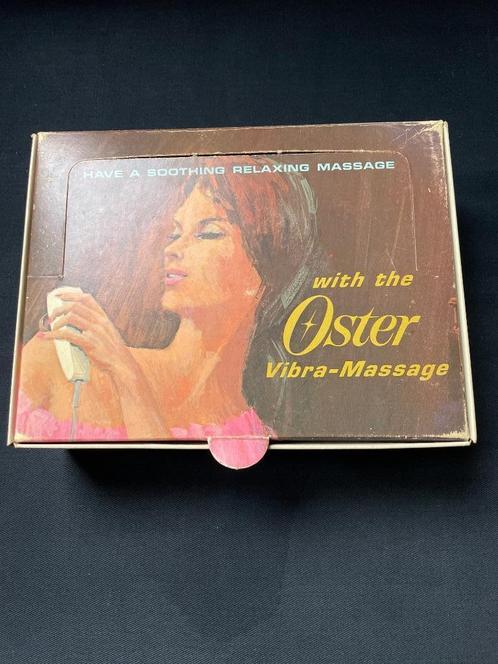 HAVE A SOOTHING RELAXING MASSAGE
with the
Oster
Vibra-Massage